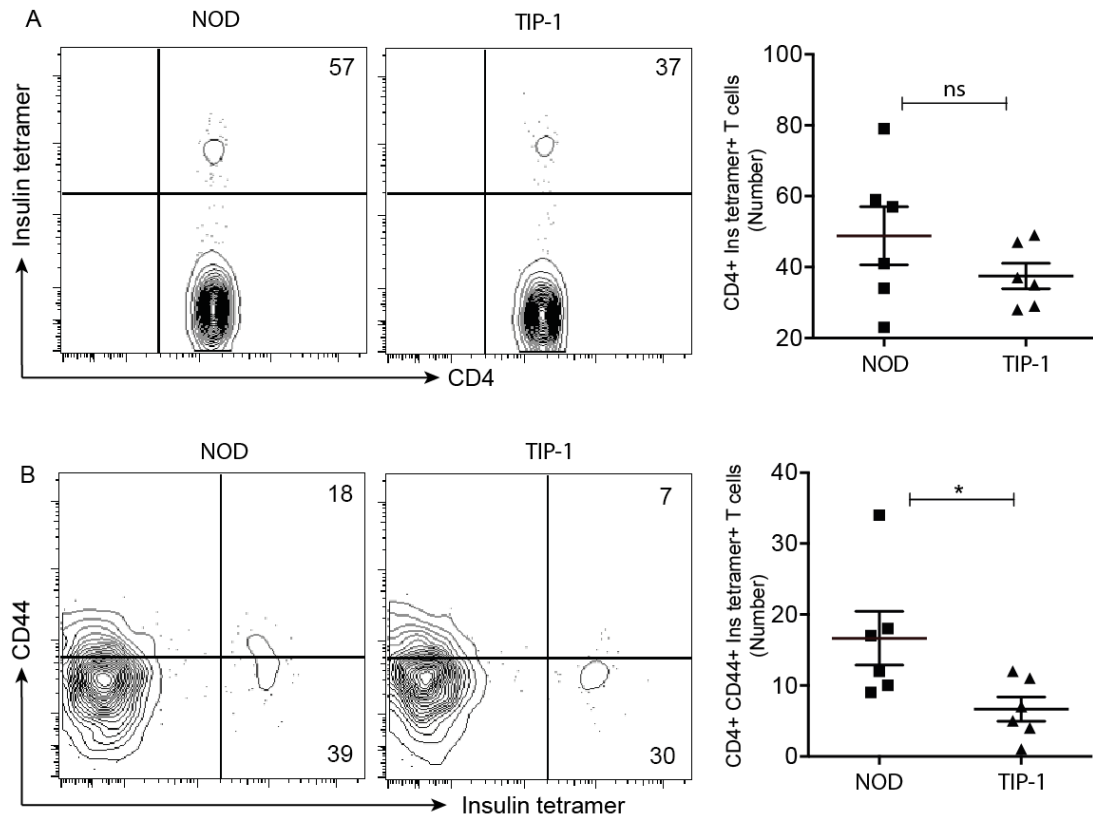 A
NOD
TIP-1
57
37
Insulin tetramer
CD4
CD4+ Ins tetramer+ T cells
(Number)
100
80
60
40
20
ns
NOD
TIP-1
B
NOD
TIP-1
18
7
39
30
CD44
Insulin tetramer
CD4+ CD44+ Ins tetramer+ T cells
(Number)
40
30
20
10
0
*
NOD
TIP-1